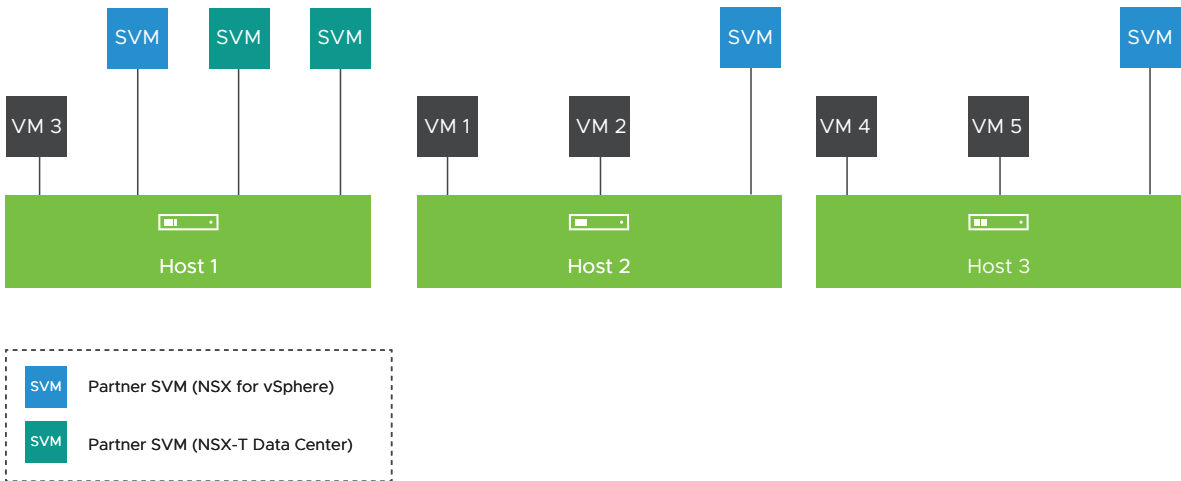 SVM
SVM
SVM
SVM
SVM
VM 3
VM 1
VM 2
VM 4
VM 5
Host 1
Host 2
Host 3
SVM Partner SVM (NSX for vSphere)
SVM Partner SVM (NSX-T Data Center)